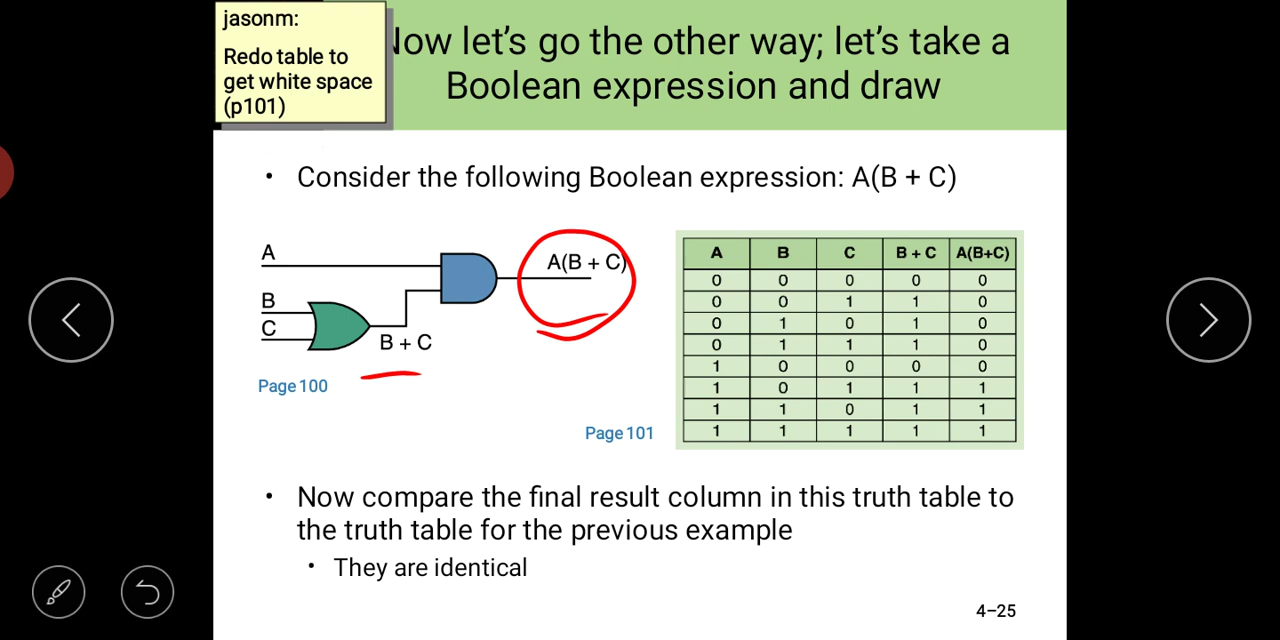 jasonm:
Redo table to
get white space
(p101)
Now let's go the other way; let's take a
Boolean expression and draw
• Consider the following Boolean expression: A(B + C)
A
B
C
B + C
A(B + C)
Page 100
Page 101
A B C B + C A(B+C)
0 0 0 0 0
0 0 1 1 0
0 1 0 1 0
0 1 1 1 0
1 0 0 0 0
1 0 1 1 1
1 1 0 1 1
1 1 1 1 1
• Now compare the final result column in this truth table to
the truth table for the previous example
• They are identical
4–25